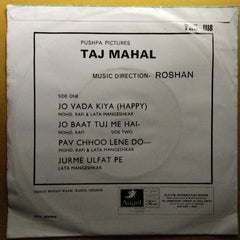 PUSHPA PICTURES
TAJ MAHAL
MUSIC DIRECTION:- ROSHAN
SIDE ONE
JO VADA KIYA (HAPPY)
MOHD. RAFI & LATA MANGESHKAR
JO BAAT TUJ ME HAI-
MOHD. RAFI
SIDE TWO
PAV CHHOO LENE DO—
MOHD. RAFI & LATA MANGESHKAR
JURME ULFAT PE
LATA MANGESHKAR
Angel